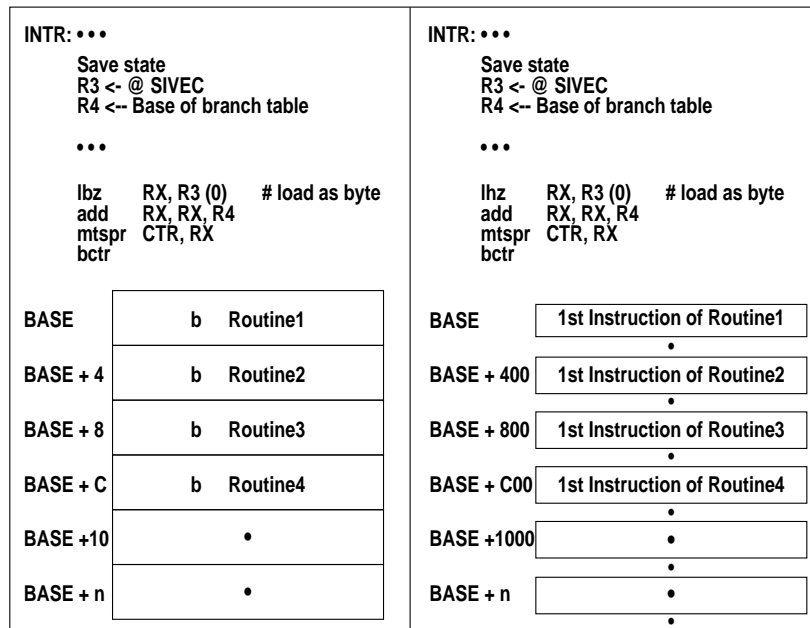 INTR: • • •
Save state
R3 <- @ SIVEC
R4 <-- Base of branch table
• • •
lbz RX, R3 (0) # load as byte
add RX, RX, R4
mtspr CTR, RX
bctr
BASE b Routine1
BASE + 4 b Routine2
BASE + 8 b Routine3
BASE + C b Routine4
BASE +10 •
BASE + n •
INTR: • • •
Save state
R3 <- @ SIVEC
R4 <-- Base of branch table
• • •
lhz RX, R3 (0) # load as byte
add RX, RX, R4
mtspr CTR, RX
bctr
BASE 1st Instruction of Routine1
•
BASE + 400 1st Instruction of Routine2
•
BASE + 800 1st Instruction of Routine3
•
BASE + C00 1st Instruction of Routine4
•
BASE +1000 •
•
BASE + n •
•